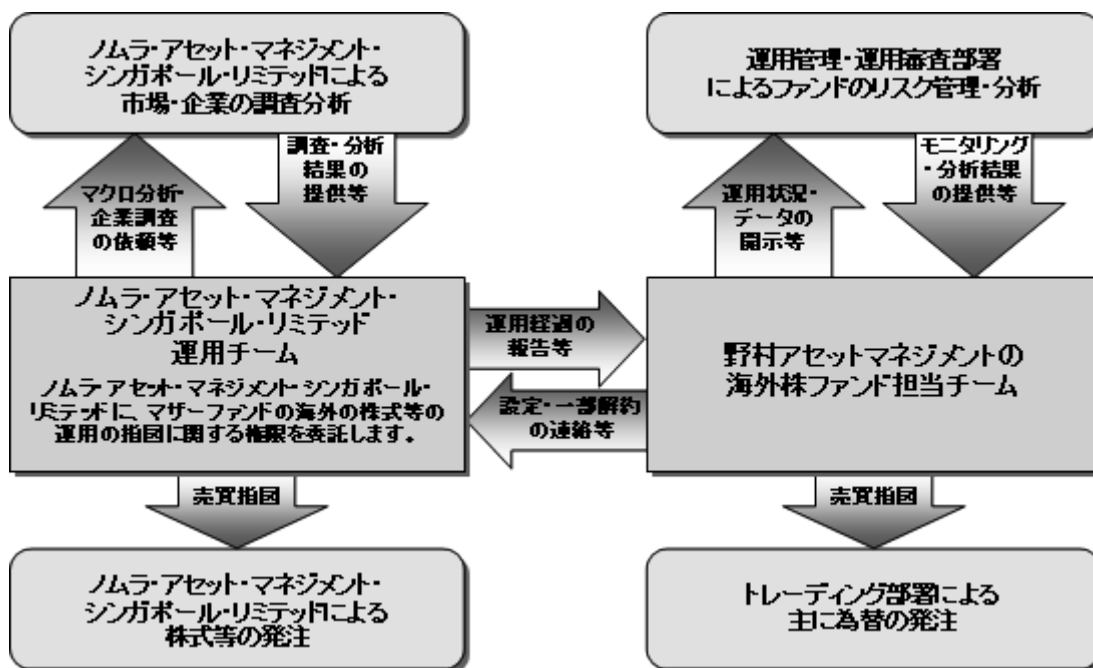 ノムラ・アセット・マネジメント・
シンガポール・リミテッドによる
市場・企業の調査分析
運用管理・運用審査部署
によるファンドのリスク管理・分析
マクロ分析・
企業調査
の依頼等
調査・分析
結果の
提供等
運用状況・
データの
開示等
モニタリング
・分析結果
の提供等
ノムラ・アセット・マネジメント・
シンガポール・リミテッド
運用チーム
ノムラ・アセット・マネジメント・シンガポール・
リミテッドに、マザーファンドの海外の株式等の
運用の指図に関する権限を委託します。
運用経過の
報告等
設定・一部解約
の連絡等
野村アセットマネジメントの
海外株ファンド担当チーム
売買指図
売買指図
ノムラ・アセット・マネジメント・
シンガポール・リミテッドによる
株式等の発注
トレーディング部署による
主に為替の発注